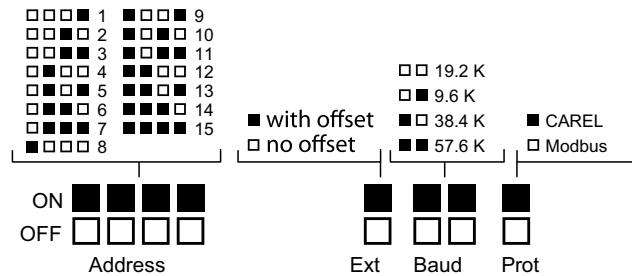 1 9
2 10
3 11
4 12
5 13
6 14
7 15
8
with offset
no offset
19.2 K
9.6 K
38.4 K
57.6 K
CAREL
Modbus
ON
OFF
Address Ext Baud Prot